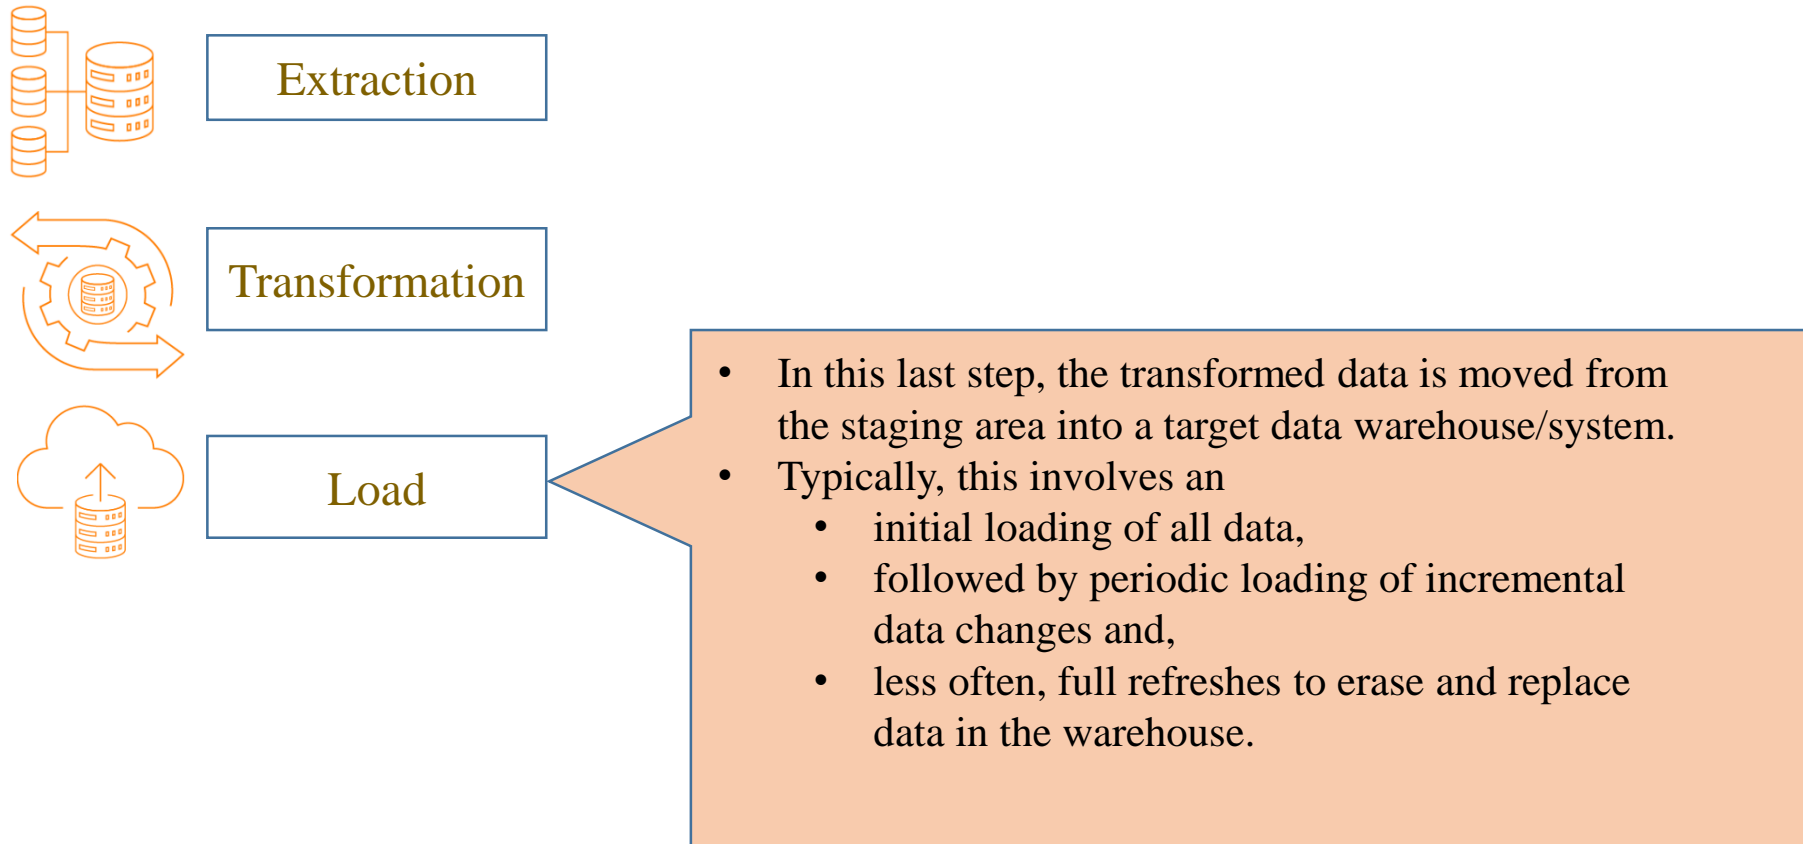 Extraction
Transformation
Load
• In this last step, the transformed data is moved from
the staging area into a target data warehouse/system.
• Typically, this involves an
• initial loading of all data,
• followed by periodic loading of incremental
data changes and,
• less often, full refreshes to erase and replace
data in the warehouse.